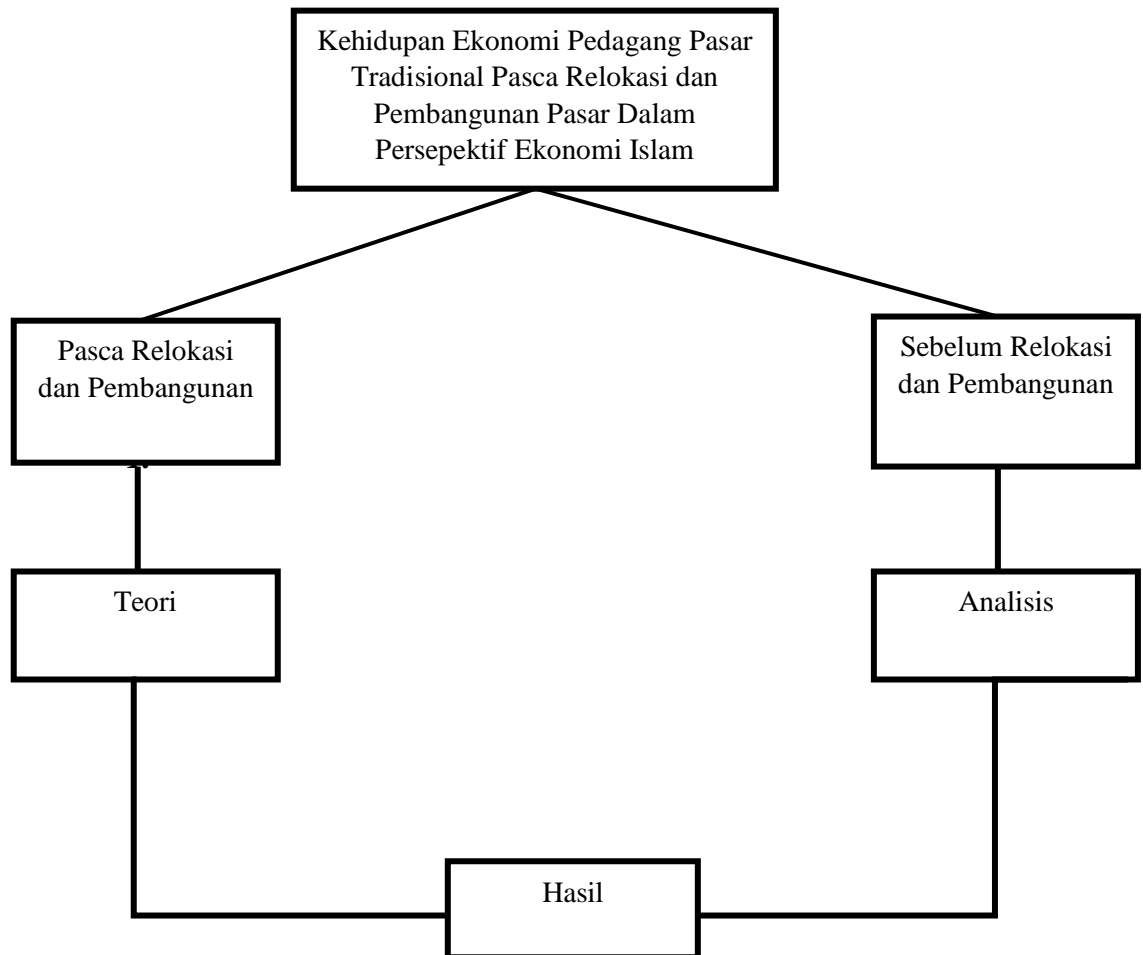 Kehidupan Ekonomi Pedagang Pasar
Tradisional Pasca Relokasi dan
Pembangunan Pasar Dalam
Persepektif Ekonomi Islam
Pasca Relokasi
dan Pembangunan
Sebelum Relokasi
dan Pembangunan
Teori
Analisis
Hasil